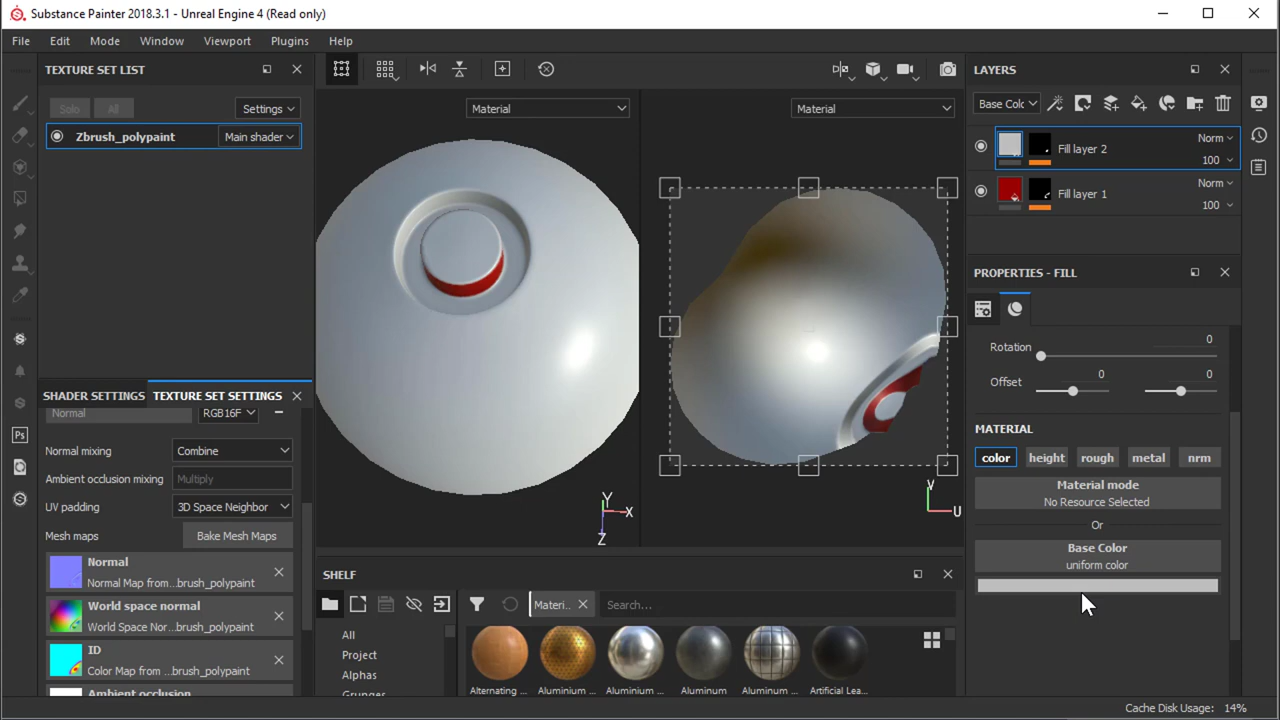 Substance Painter 2018.3.1 - Unreal Engine 4 (Read only)
File Edit Mode Window Viewport Plugins Help
TEXTURE SET LIST
Solo All Settings
Zbrush_polypaint Main shader
SHADER SETTINGS TEXTURE SET SETTINGS
Normal RGB16F
Normal mixing Combine
Ambient occlusion mixing Multiply
UV padding 3D Space Neighbor
Mesh maps Bake Mesh Maps
Normal
Normal Map from...brush_polypaint
World space normal
World Space Nor...brush_polypaint
ID
Color Map from ...brush_polypaint
Ambient occlusion
Ps
Material
Y
X
Z
Material
V
U
SHELF
Materi.. Search...
All
Project
Alphas
Grunges
Alternating ... Aluminium ... Aluminium ... Aluminum Aluminum ... Artificial Lea...
LAYERS
Base Colc
Fill layer 2 Norm
100
Fill layer 1 Norm
100
PROPERTIES - FILL
Rotation 0
Offset 0 0
MATERIAL
color height rough metal nrm
Material mode
No Resource Selected
Or
Base Color
uniform color
Cache Disk Usage: 14%